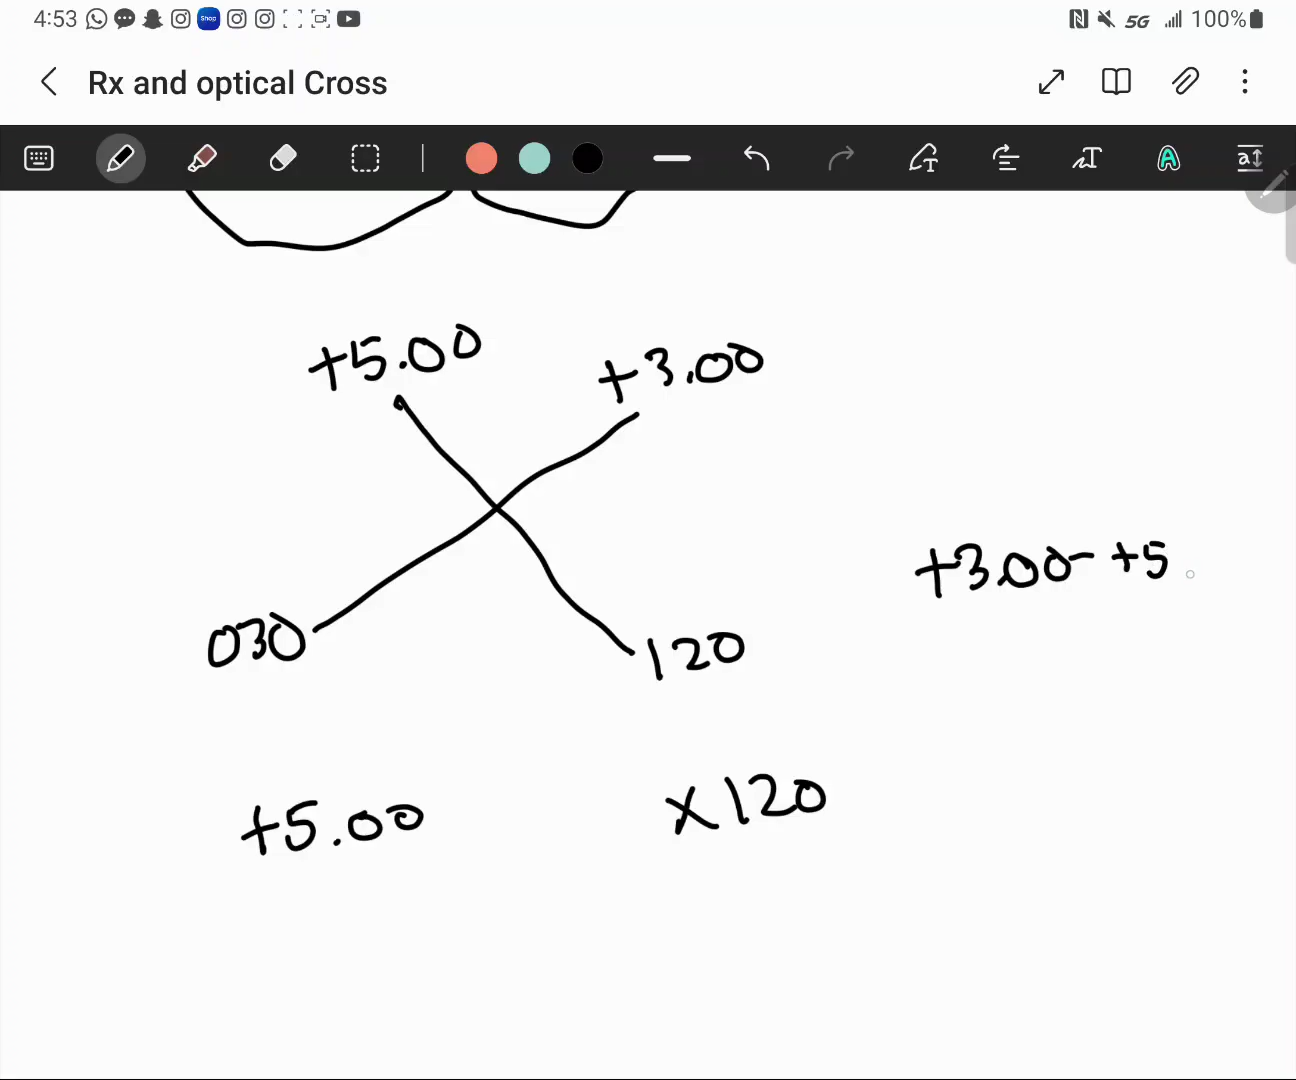 4:53 Shop 5G 100%
Rx and optical Cross
+5.00 +3.00
+3.00- +5
030 120
+5.00 x120